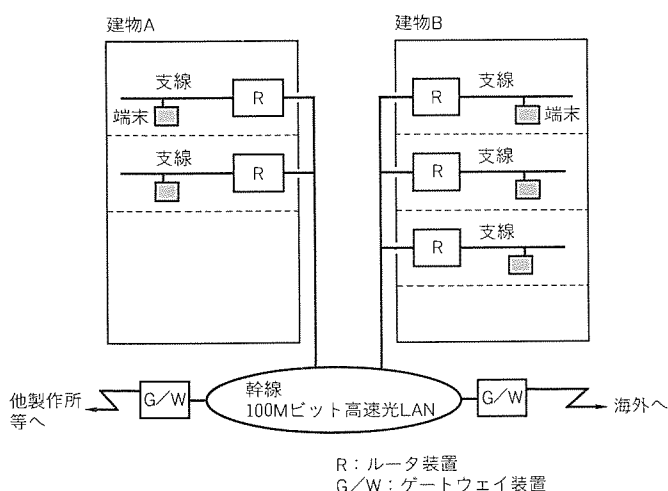 建物A
建物B
支線
R
端末
支線
R
R
支線
端末
R
支線
R
支線
他製作所
等へ
G/W
幹線
100Mビット高速光LAN
G/W
海外へ
R：ルータ装置
G/W：ゲートウェイ装置